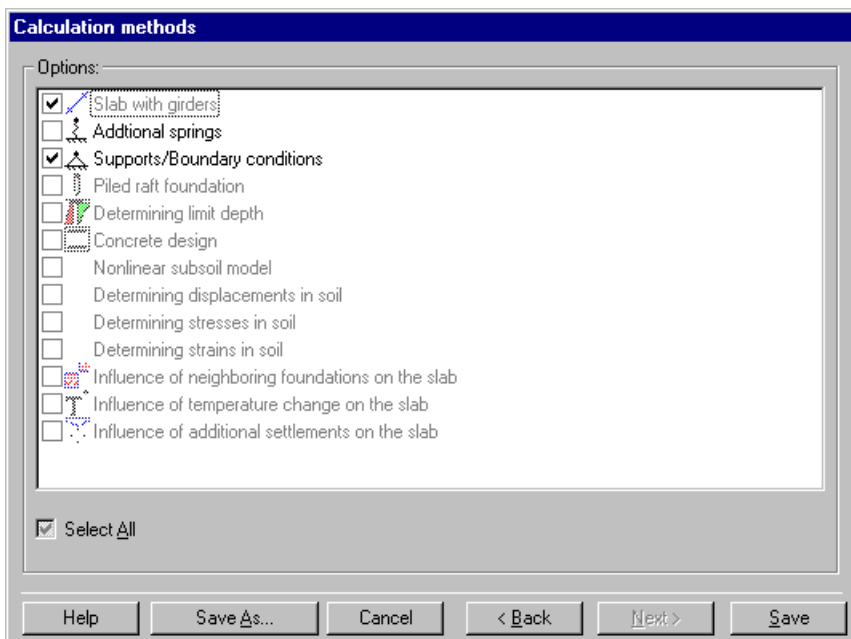 Calculation methods
Options:
Slab with girders
Addtional springs
Supports/Boundary conditions
Piled raft foundation
Determining limit depth
Concrete design
Nonlinear subsoil model
Determining displacements in soil
Determining stresses in soil
Determining strains in soil
Influence of neighboring foundations on the slab
Influence of temperature change on the slab
Influence of additional settlements on the slab
Select All
Help Save As... Cancel < Back Next > Save